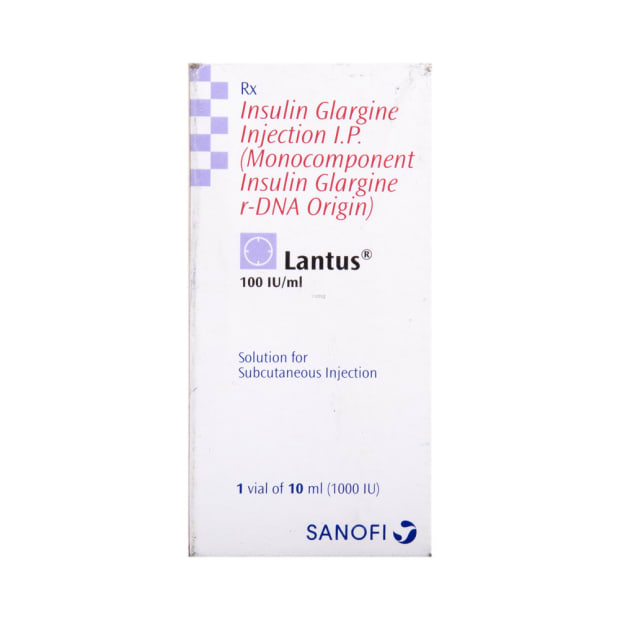 Rx
Insulin Glargine
Injection I.P.
(Monocomponent
Insulin Glargine
r-DNA Origin)
Lantus®
100 IU/ml
Solution for
Subcutaneous Injection
1 vial of 10 ml (1000 IU)
SANOFI